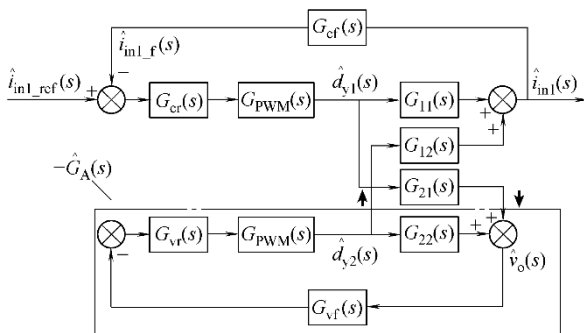 G_cf(s)
î_in1_f(s)
î_in1_ref(s)
+
−
G_cr(s)
G_PWM(s)
d̂_y1(s)
G_11(s)
+
+
î_in1(s)
G_12(s)
−Ĝ_A(s)
G_21(s)
−
G_vr(s)
G_PWM(s)
d̂_y2(s)
G_22(s)
+
+
v̂_o(s)
G_vf(s)